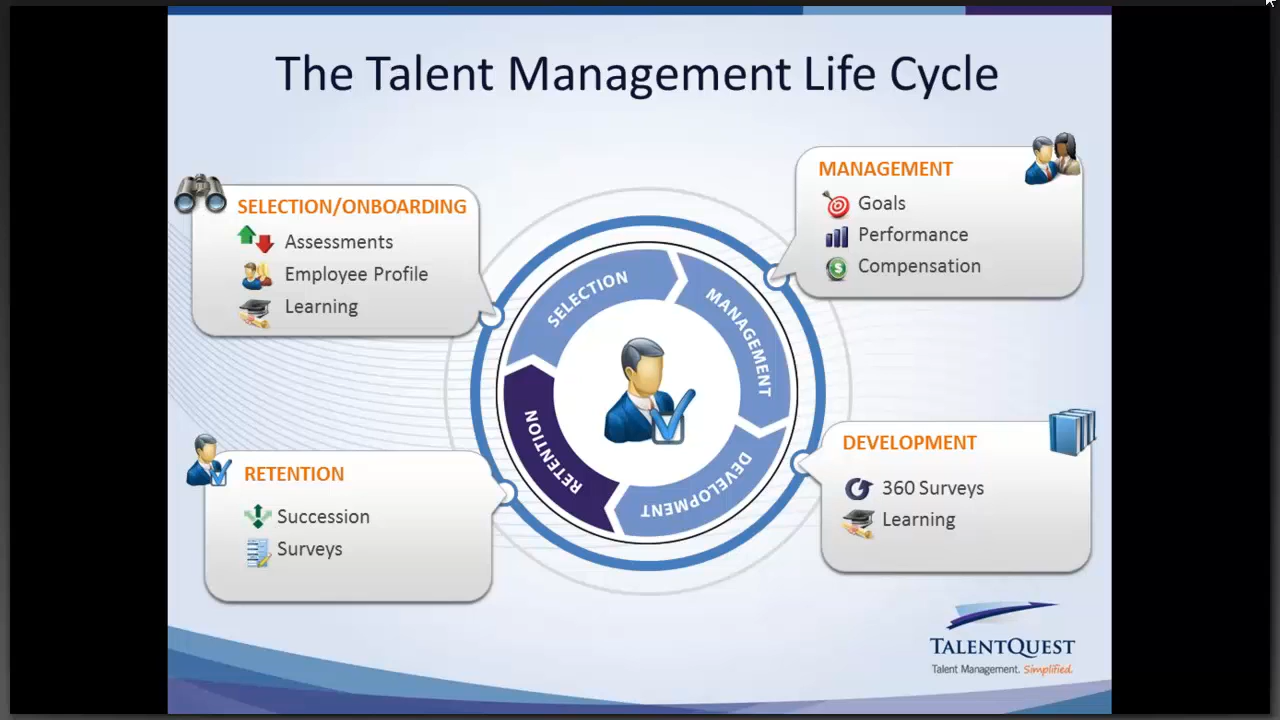 The Talent Management Life Cycle
SELECTION/ONBOARDING
Assessments
Employee Profile
Learning
MANAGEMENT
Goals
Performance
Compensation
SELECTION
MANAGEMENT
DEVELOPMENT
RETENTION
RETENTION
Succession
Surveys
DEVELOPMENT
360 Surveys
Learning
TALENTQUEST
Talent Management. Simplified.